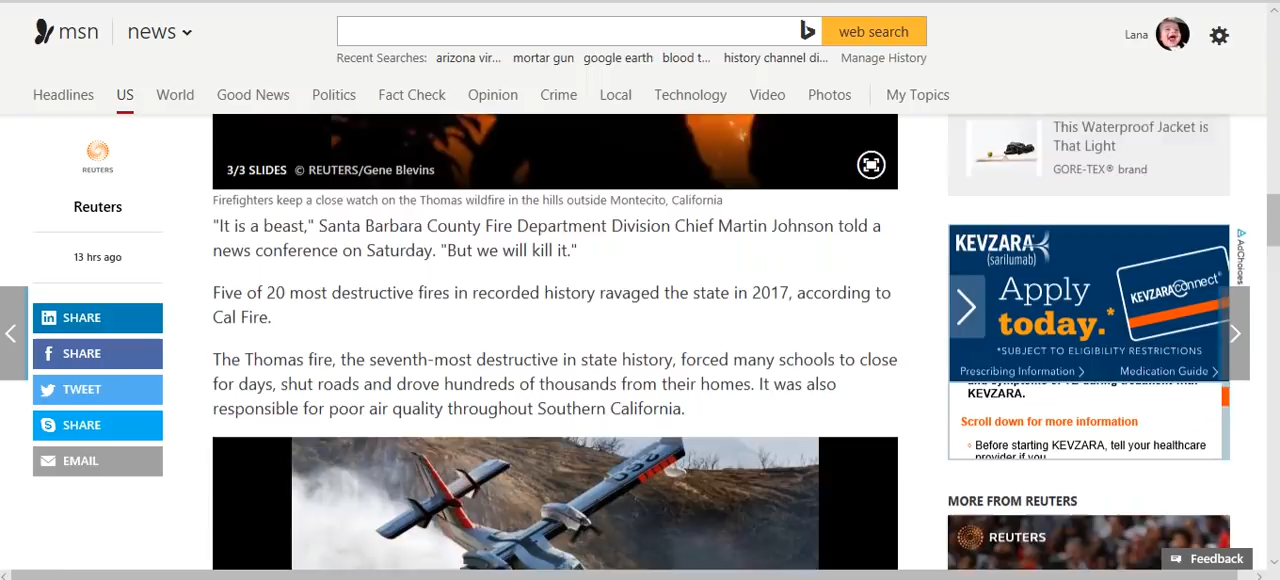 msn news
web search
Recent Searches: arizona vir... mortar gun google earth blood t... history channel di... Manage History
Lana
Headlines US World Good News Politics Fact Check Opinion Crime Local Technology Video Photos My Topics
REUTERS
Reuters
13 hrs ago
SHARE
SHARE
TWEET
SHARE
EMAIL
3/3 SLIDES © REUTERS/Gene Blevins
Firefighters keep a close watch on the Thomas wildfire in the hills outside Montecito, California
"It is a beast," Santa Barbara County Fire Department Division Chief Martin Johnson told a
news conference on Saturday. "But we will kill it."
Five of 20 most destructive fires in recorded history ravaged the state in 2017, according to
Cal Fire.
The Thomas fire, the seventh-most destructive in state history, forced many schools to close
for days, shut roads and drove hundreds of thousands from their homes. It was also
responsible for poor air quality throughout Southern California.
This Waterproof Jacket is
That Light
GORE-TEX® brand
AdChoices
KEVZARA
(sarilumab)
Apply
today.*
KEVZARAconnect®
*SUBJECT TO ELIGIBILITY RESTRICTIONS
Prescribing Information Medication Guide
KEVZARA.
Scroll down for more information
Before starting KEVZARA, tell your healthcare
provider if you
MORE FROM REUTERS
REUTERS
Feedback